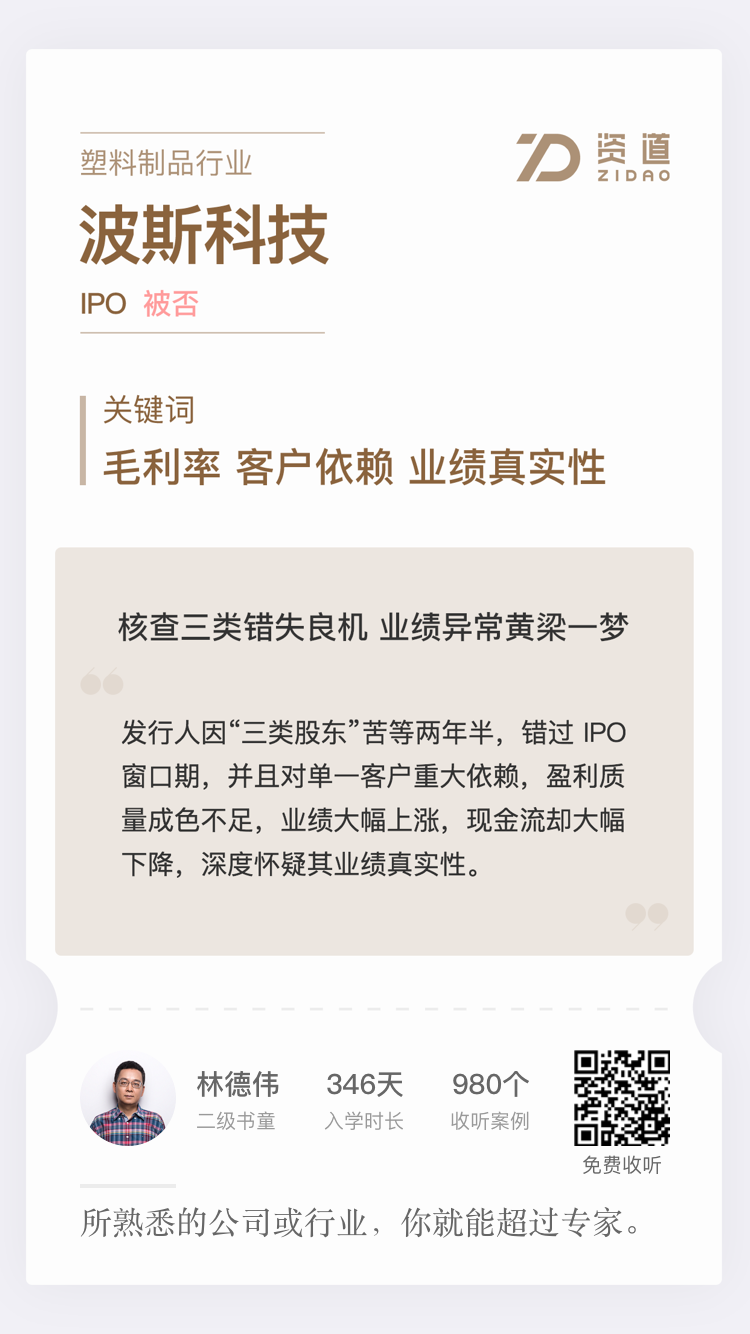 塑料制品行业
资道
ZIDAO
波斯科技
IPO 被否
关键词
毛利率 客户依赖 业绩真实性
核查三类错失良机 业绩异常黄梁一梦
“
发行人因“三类股东”苦等两年半，错过 IPO
窗口期，并且对单一客户重大依赖，盈利质
量成色不足，业绩大幅上涨，现金流却大幅
下降，深度怀疑其业绩真实性。
”
林德伟 346天 980个
二级书童 入学时长 收听案例
免费收听
所熟悉的公司或行业，你就能超过专家。